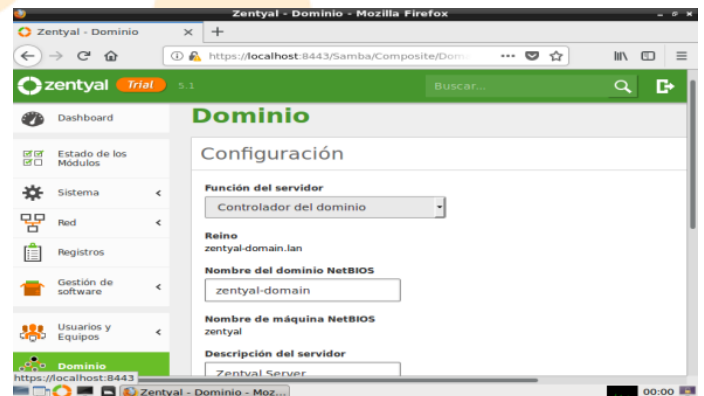 Zentyal - Dominio - Mozilla Firefox
Zentyal - Dominio
https://localhost:8443/Samba/Composite/Dom
zentyal Trial 5.1 Buscar...
Dashboard
Estado de los
Módulos
Sistema
Red
Registros
Gestión de
software
Usuarios y
Equipos
Dominio
Dominio
Configuración
Función del servidor
Controlador del dominio
Reino
zentyal-domain.lan
Nombre del dominio NetBIOS
zentyal-domain
Nombre de máquina NetBIOS
zentyal
Descripción del servidor
Zentyal Server
https://localhost:8443
Zentyal - Dominio - Moz...
00:00